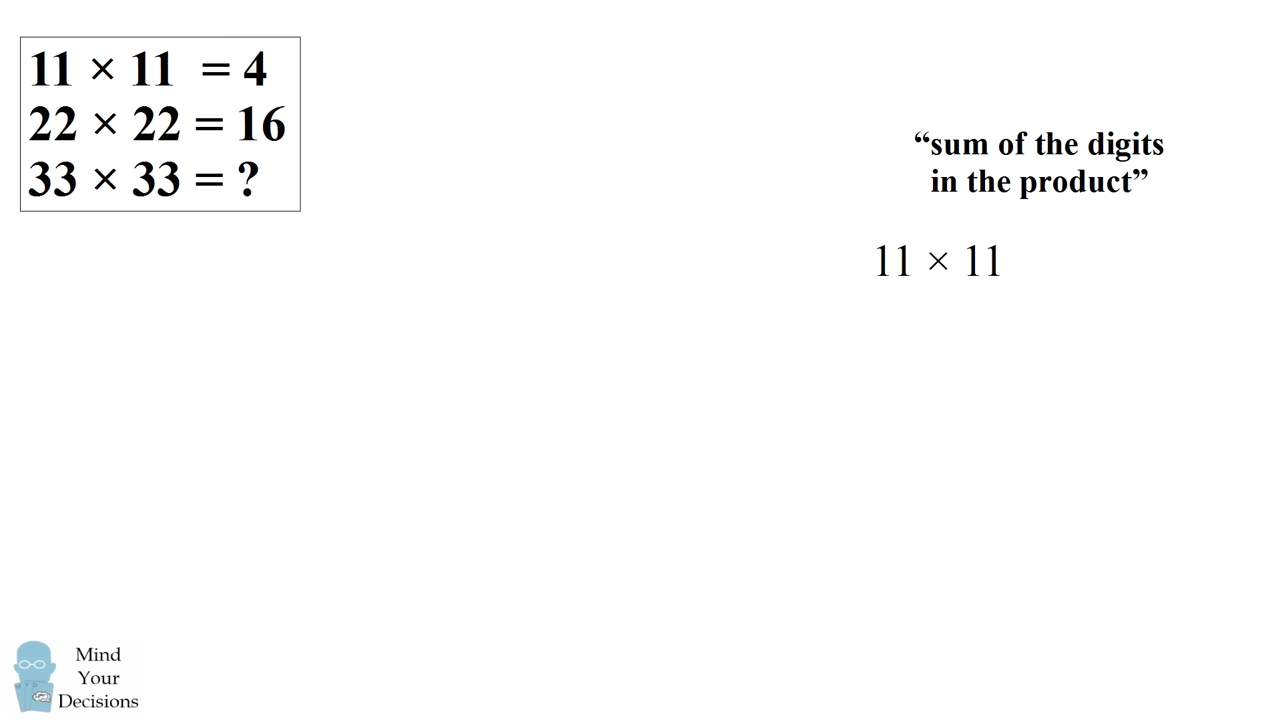 11 × 11 = 4
22 × 22 = 16
33 × 33 = ?
“sum of the digits
in the product”
11 × 11
Mind
Your
Decisions